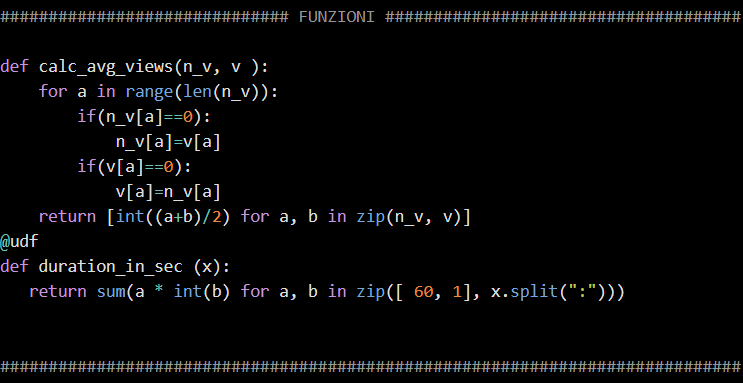 ############################## FUNZIONI #####################################
def calc_avg_views(n_v, v ):
    for a in range(len(n_v)):
        if(n_v[a]==0):
            n_v[a]=v[a]
        if(v[a]==0):
            v[a]=n_v[a]
    return [int((a+b)/2) for a, b in zip(n_v, v)]
@udf
def duration_in_sec (x):
   return sum(a * int(b) for a, b in zip([ 60, 1], x.split(":")))
#############################################################################